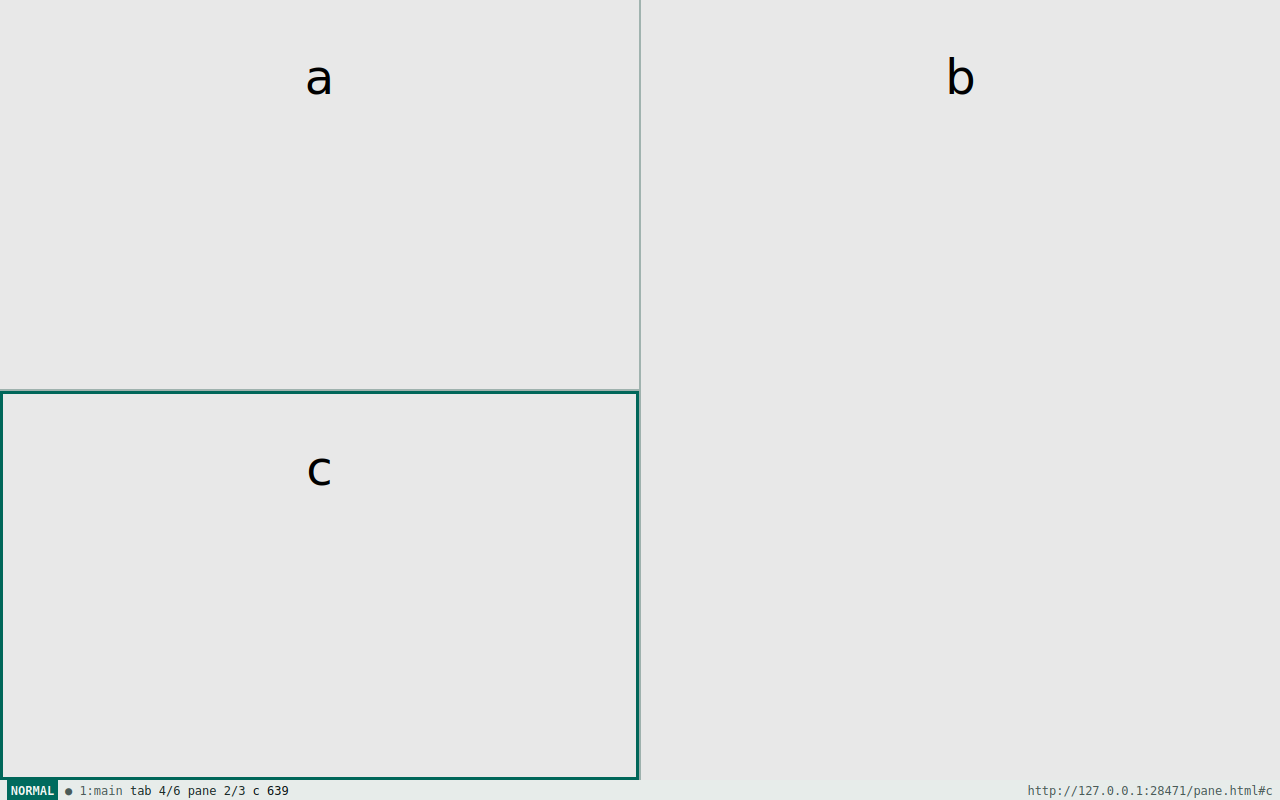 a
b
c
NORMAL ● 1:main tab 4/6 pane 2/3 c 639 http://127.0.0.1:28471/pane.html#c